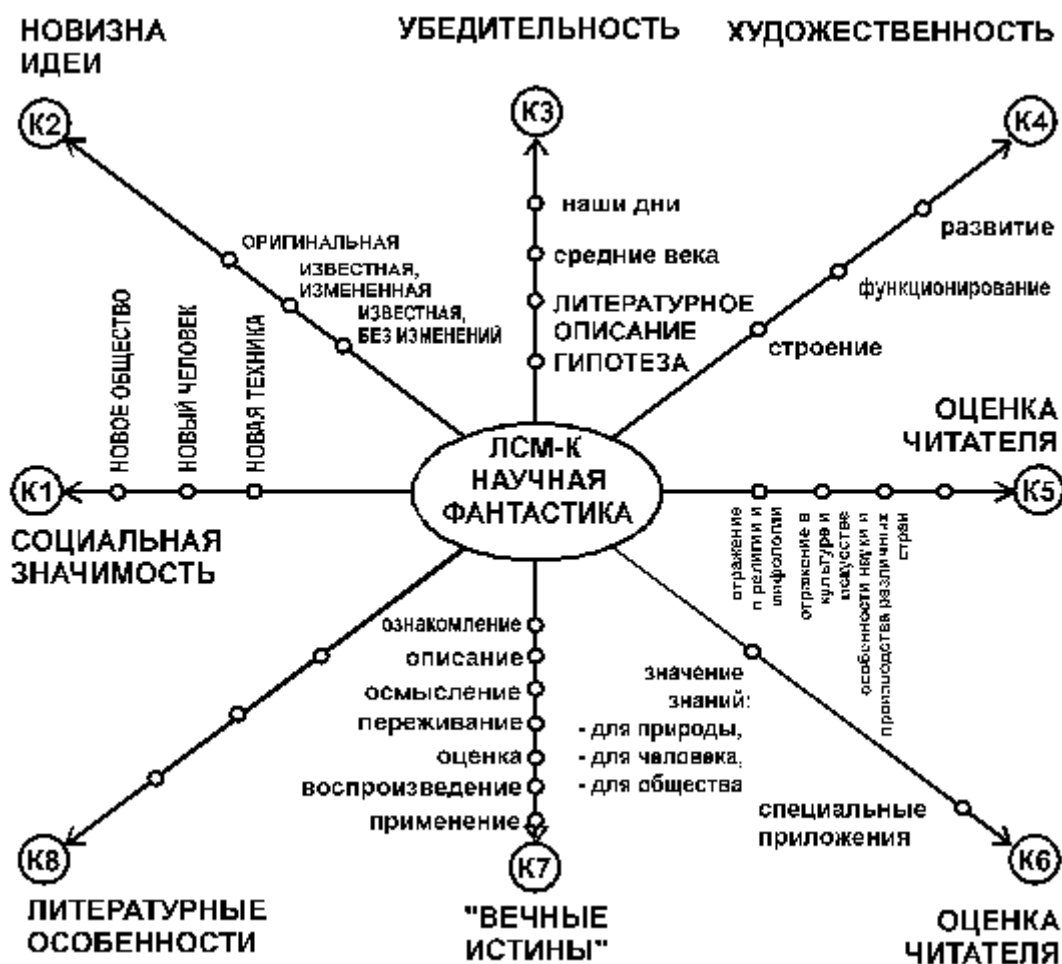 НОВИЗНА
ИДЕИ
УБЕДИТЕЛЬНОСТЬ
ХУДОЖЕСТВЕННОСТЬ
К2
К3
К4
ОРИГИНАЛЬНАЯ
ИЗВЕСТНАЯ,
ИЗМЕНЕННАЯ
ИЗВЕСТНАЯ,
БЕЗ ИЗМЕНЕНИЙ
наши дни
средние века
ЛИТЕРАТУРНОЕ
ОПИСАНИЕ
ГИПОТЕЗА
развитие
функционирование
строение
НОВОЕ ОБЩЕСТВО
НОВЫЙ ЧЕЛОВЕК
НОВАЯ ТЕХНИКА
К1
СОЦИАЛЬНАЯ
ЗНАЧИМОСТЬ
ЛСМ-К
НАУЧНАЯ
ФАНТАСТИКА
ОЦЕНКА
ЧИТАТЕЛЯ
К5
отражение
в религии и
мифологии
отражение в
культуре и
искусстве
особенности науки и
производства различных
стран
ознакомление
описание
осмысление
переживание
оценка
воспроизведение
применение
значение
знаний:
- для природы,
- для человека,
- для общества
специальные
приложения
К8
К7
К6
ЛИТЕРАТУРНЫЕ
ОСОБЕННОСТИ
"ВЕЧНЫЕ
ИСТИНЫ"
ОЦЕНКА
ЧИТАТЕЛЯ